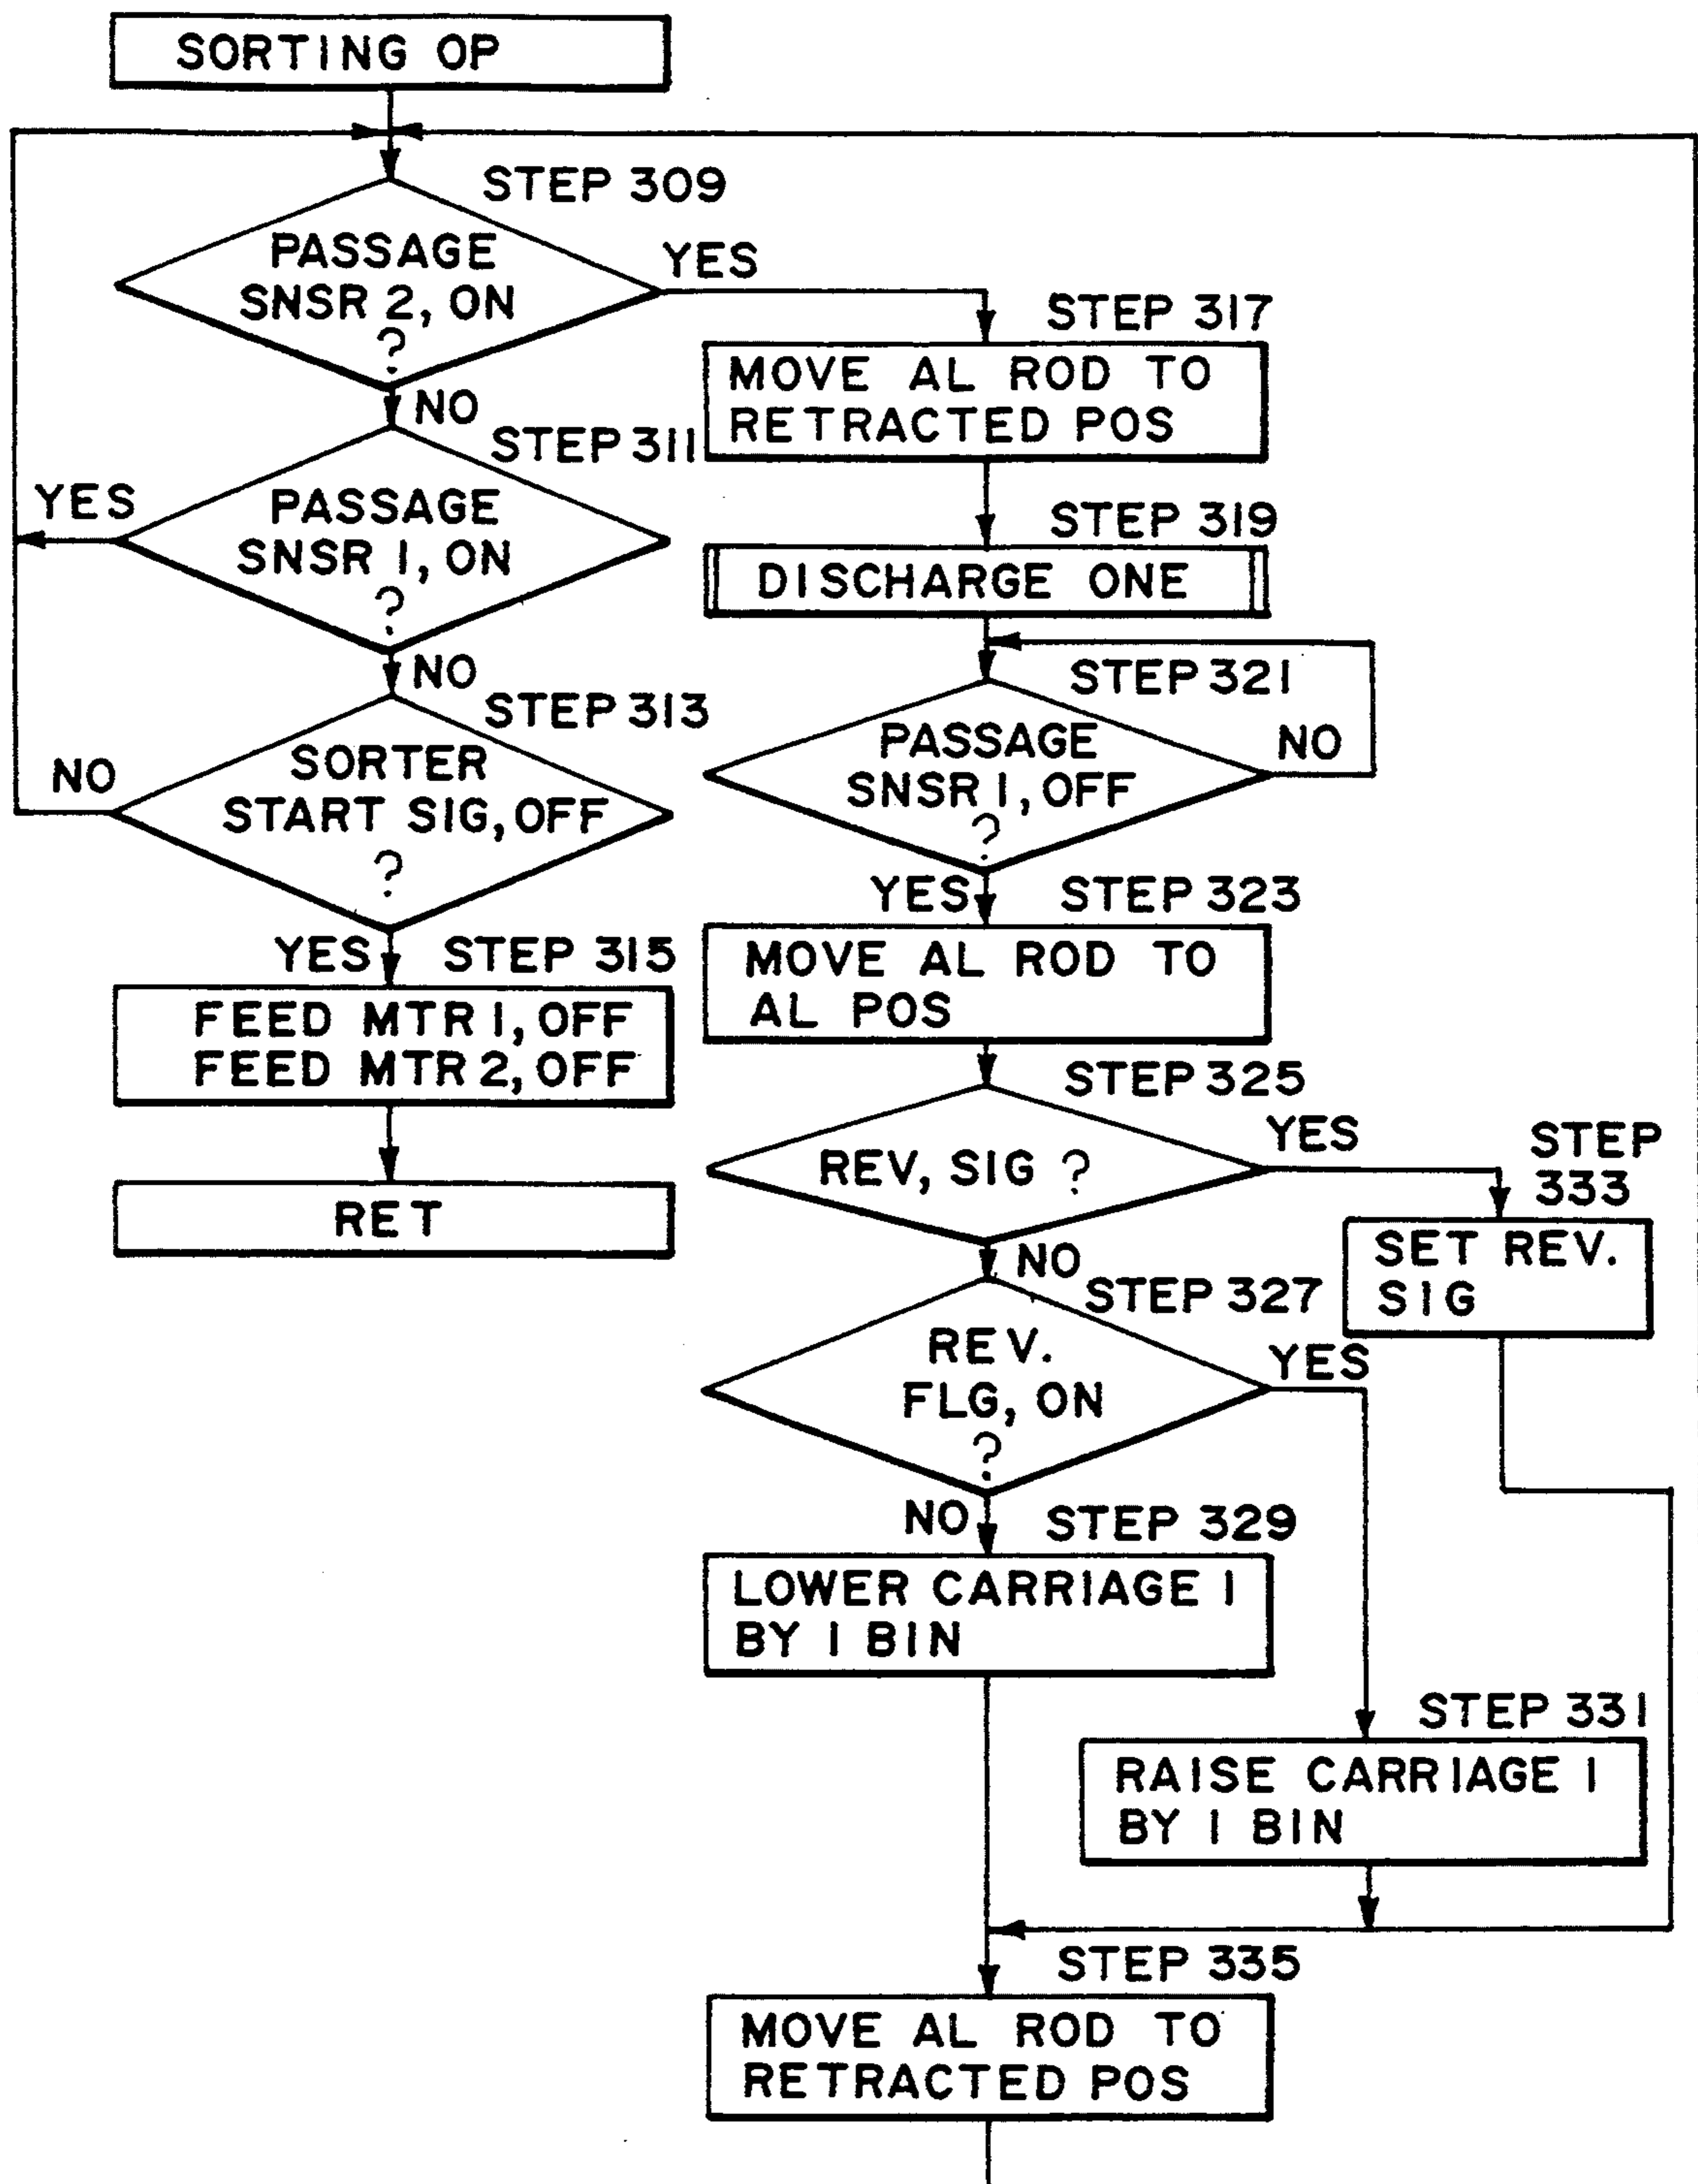 SORTING OP
STEP 309
PASSAGE
SNSR 2, ON
?
YES
NO
STEP 311
PASSAGE
SNSR 1, ON
?
YES
NO
STEP 313
SORTER
START SIG, OFF
?
NO
YES
STEP 315
FEED MTR 1, OFF
FEED MTR 2, OFF
RET
STEP 317
MOVE AL ROD TO
RETRACTED POS
STEP 319
DISCHARGE ONE
STEP 321
PASSAGE
SNSR 1, OFF
?
NO
YES
STEP 323
MOVE AL ROD TO
AL POS
STEP 325
REV, SIG ?
YES
NO
STEP
333
SET REV.
SIG
STEP 327
REV.
FLG, ON
?
YES
NO
STEP 329
LOWER CARRIAGE 1
BY 1 BIN
STEP 331
RAISE CARRIAGE 1
BY 1 BIN
STEP 335
MOVE AL ROD TO
RETRACTED POS